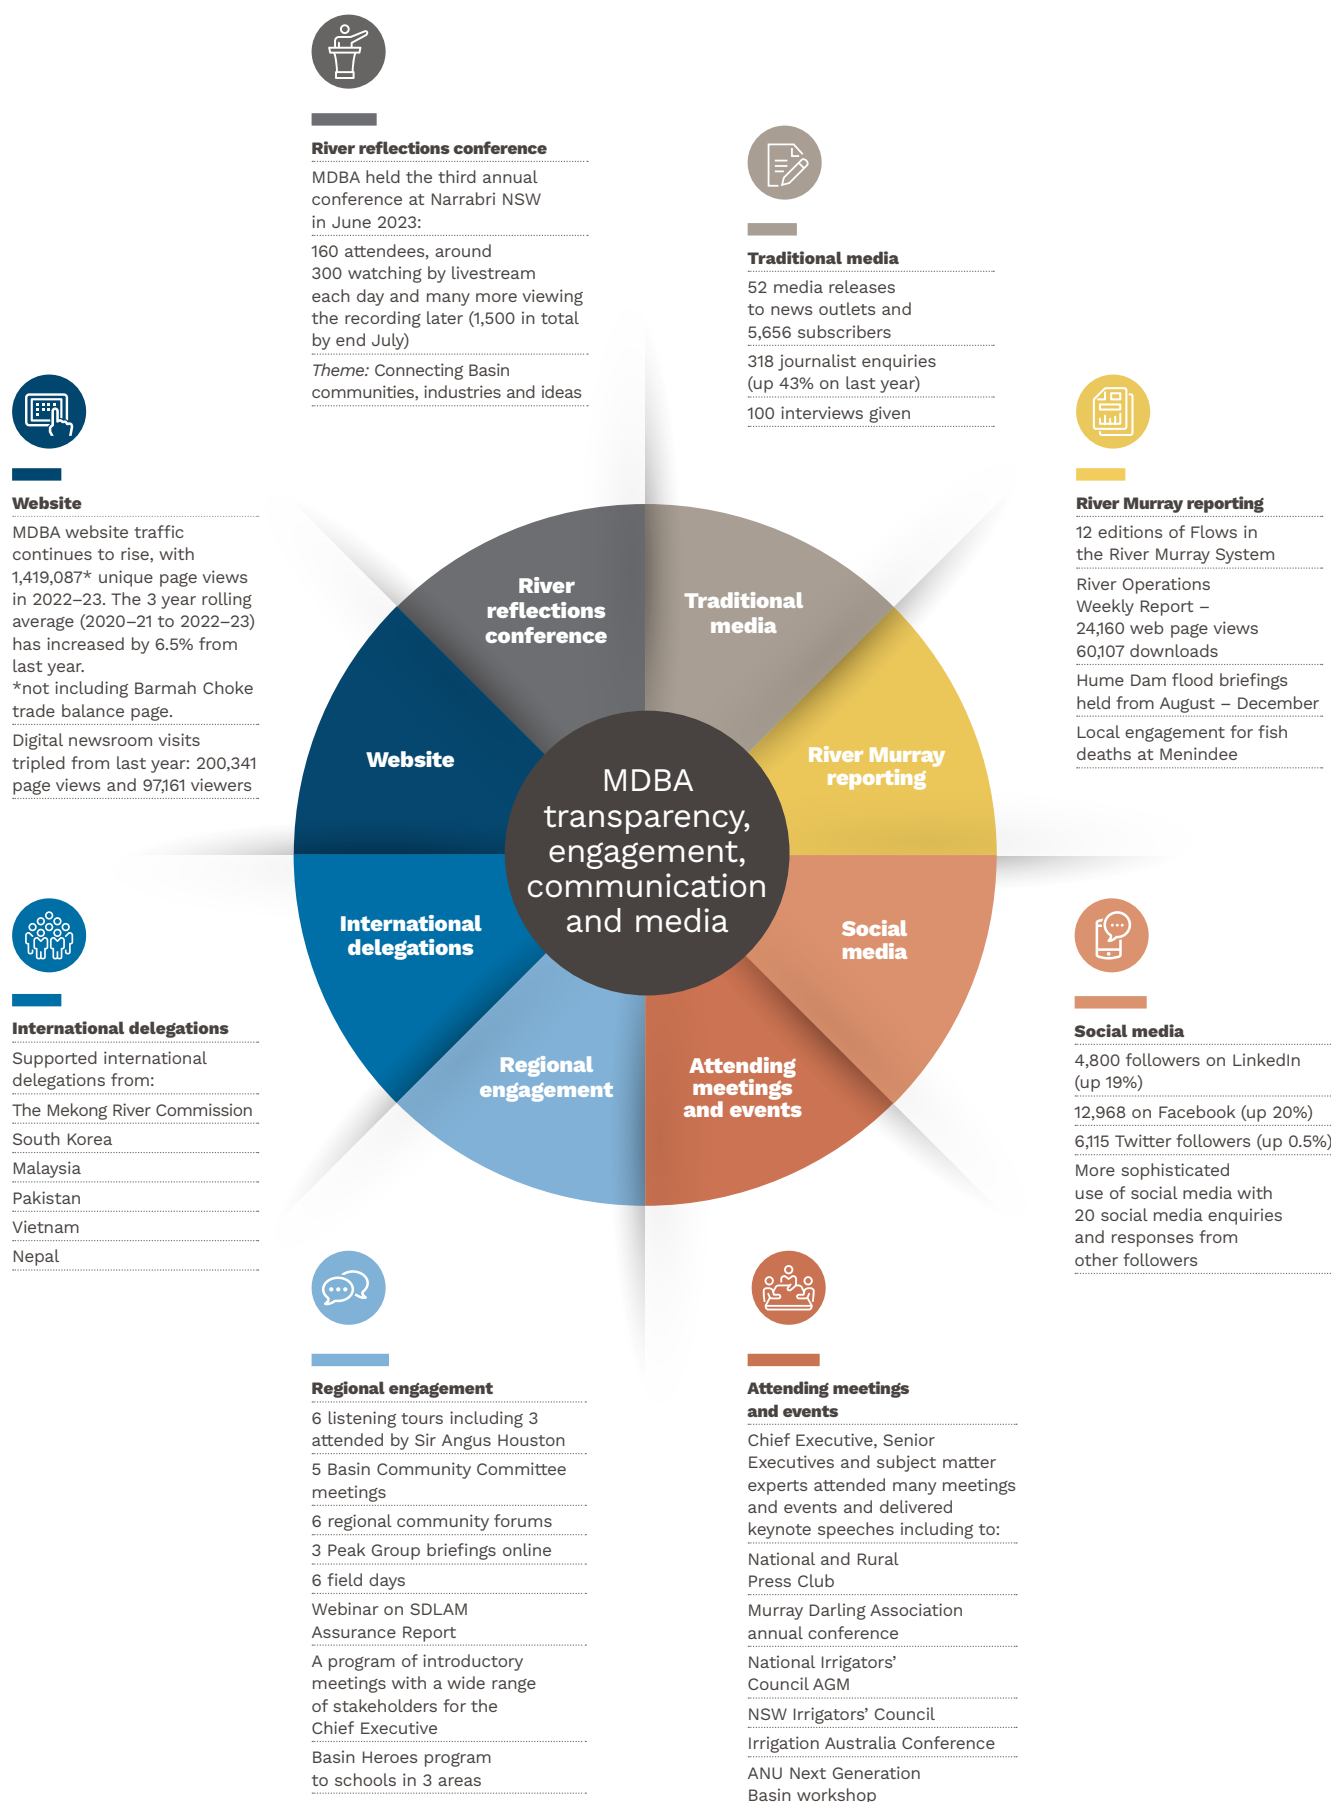 River reflections conference
MDBA held the third annual
conference at Narrabri NSW
in June 2023:
160 attendees, around
300 watching by livestream
each day and many more viewing
the recording later (1,500 in total
by end July)
Theme: Connecting Basin
communities, industries and ideas
Traditional media
52 media releases
to news outlets and
5,656 subscribers
318 journalist enquiries
(up 43% on last year)
100 interviews given
Website
MDBA website traffic
continues to rise, with
1,419,087* unique page views
in 2022–23. The 3 year rolling
average (2020–21 to 2022–23)
has increased by 6.5% from
last year.
*not including Barmah Choke
trade balance page.
Digital newsroom visits
tripled from last year: 200,341
page views and 97,161 viewers
River Murray reporting
12 editions of Flows in
the River Murray System
River Operations
Weekly Report –
24,160 web page views
60,107 downloads
Hume Dam flood briefings
held from August – December
Local engagement for fish
deaths at Menindee
River
reflections
conference
Traditional
media
Website
River Murray
reporting
MDBA
transparency,
engagement,
communication
and media
International
delegations
Social
media
Regional
engagement
Attending
meetings
and events
International delegations
Supported international
delegations from:
The Mekong River Commission
South Korea
Malaysia
Pakistan
Vietnam
Nepal
Social media
4,800 followers on LinkedIn
(up 19%)
12,968 on Facebook (up 20%)
6,115 Twitter followers (up 0.5%)
More sophisticated
use of social media with
20 social media enquiries
and responses from
other followers
Regional engagement
6 listening tours including 3
attended by Sir Angus Houston
5 Basin Community Committee
meetings
6 regional community forums
3 Peak Group briefings online
6 field days
Webinar on SDLAM
Assurance Report
A program of introductory
meetings with a wide range
of stakeholders for the
Chief Executive
Basin Heroes program
to schools in 3 areas
Attending meetings
and events
Chief Executive, Senior
Executives and subject matter
experts attended many meetings
and events and delivered
keynote speeches including to:
National and Rural
Press Club
Murray Darling Association
annual conference
National Irrigators'
Council AGM
NSW Irrigators' Council
Irrigation Australia Conference
ANU Next Generation
Basin workshop